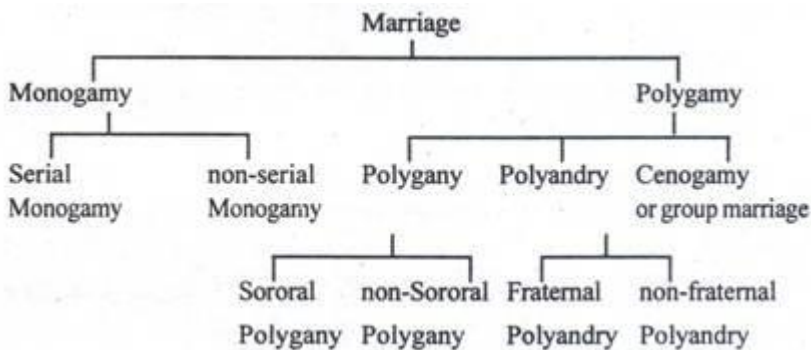 Marriage
Monogamy Polygamy
Serial non-serial Polygany Polyandry Cenogamy
Monogamy Monogamy or group marriage
Sororal non-Sororal Fraternal non-fraternal
Polygany Polygany Polyandry Polyandry